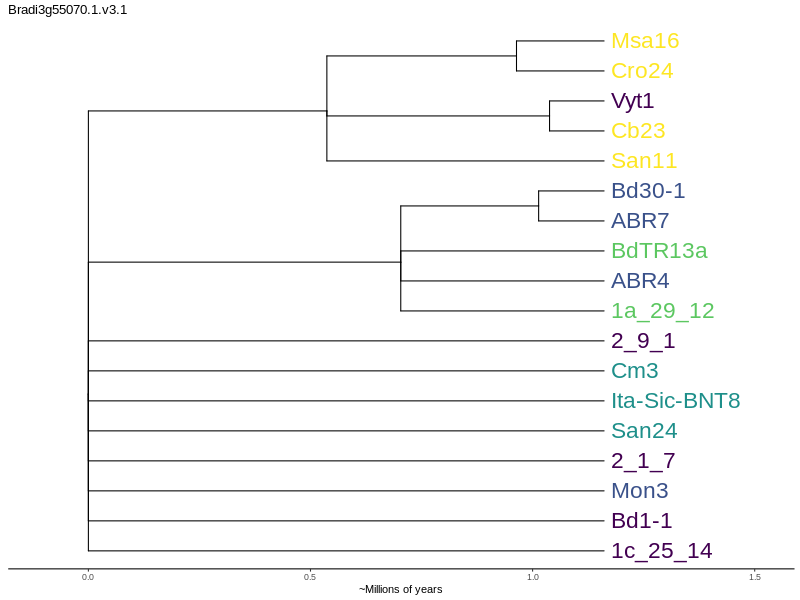 Bradi3g55070.1.v3.1
Msa16
Cro24
Vyt1
Cb23
San11
Bd30-1
ABR7
BdTR13a
ABR4
1a_29_12
2_9_1
Cm3
Ita-Sic-BNT8
San24
2_1_7
Mon3
Bd1-1
1c_25_14
0.0 0.5 1.0 1.5
~Millions of years